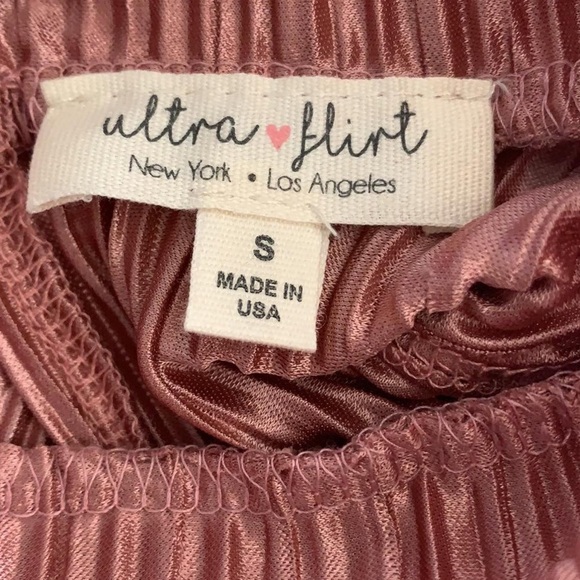 ultra flirt
New York • Los Angeles
S
MADE IN
USA